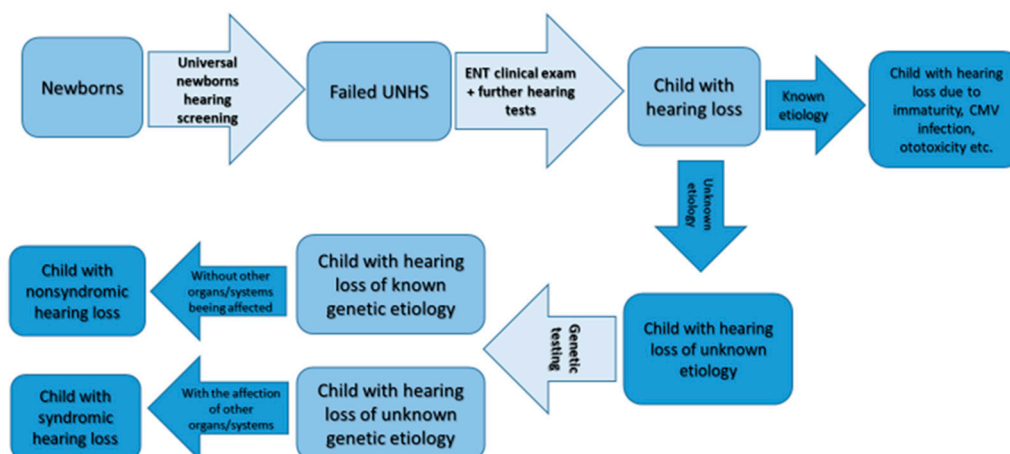 Newborns
Universal
newborns
hearing
screening
Failed UNHS
ENT clinical exam
+ further hearing
tests
Child with
hearing loss
Known
etiology
Child with hearing
loss due to
immaturity, CMV
infection,
ototoxicity etc.
Unknown
etiology
Child with hearing
loss of unknown
etiology
Genetic
testing
Child with hearing
loss of known
genetic etiology
Without other
organs/systems
beeing affected
Child with
nonsyndromic
hearing loss
Child with hearing
loss of unknown
genetic etiology
With the affection
of other
organs/systems
Child with
syndromic
hearing loss